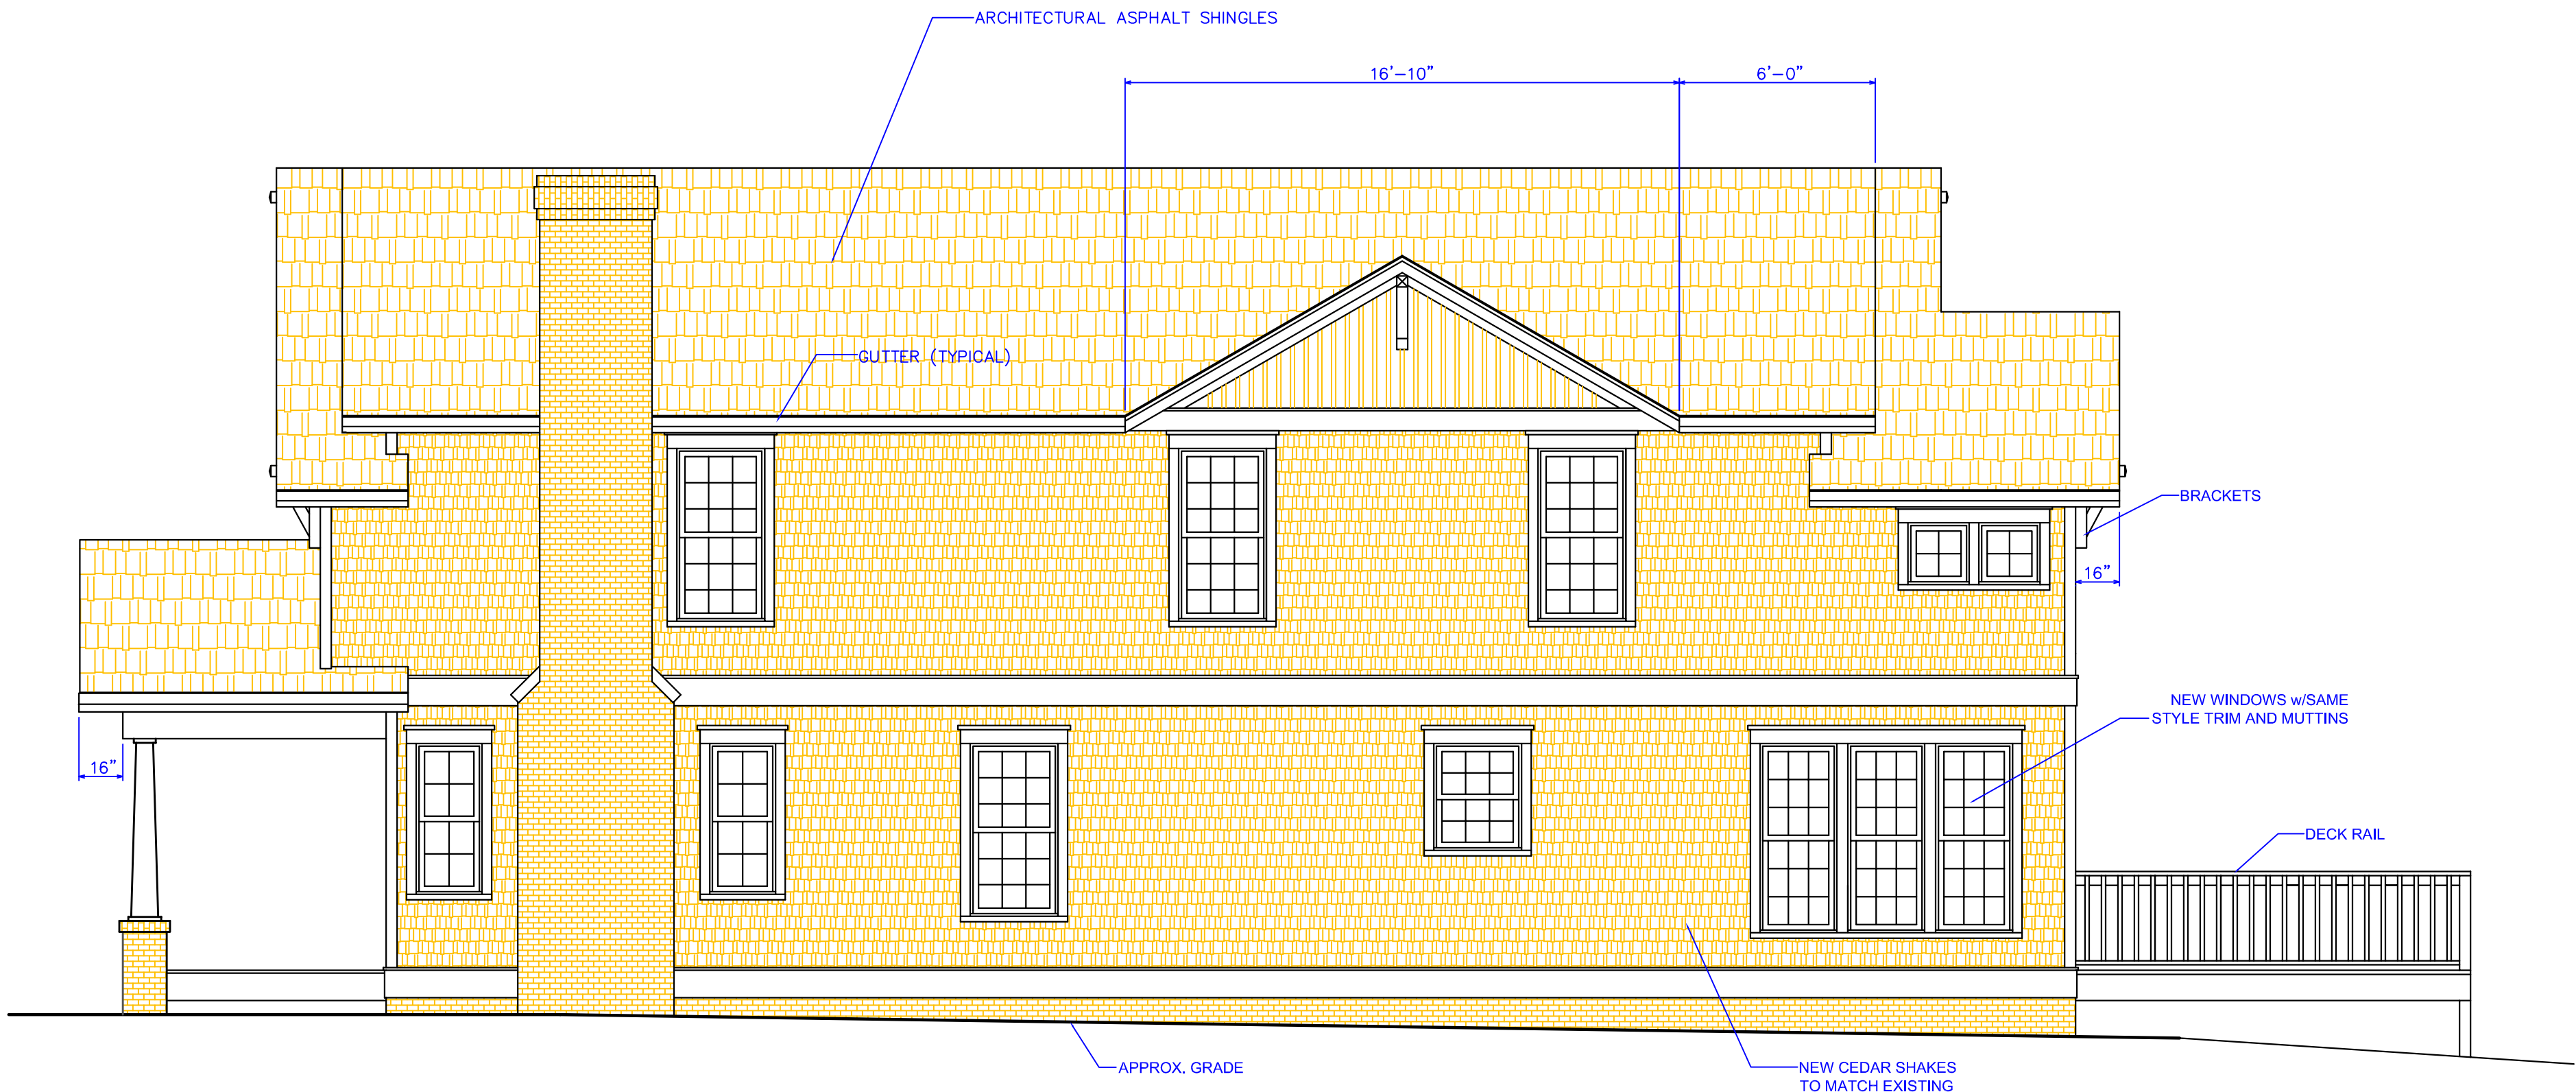 ARCHITECTURAL ASPHALT SHINGLES
16'-10"
6'-0"
GUTTER (TYPICAL)
BRACKETS
16"
NEW WINDOWS w/SAME
STYLE TRIM AND MUTTINS
16"
DECK RAIL
APPROX. GRADE
NEW CEDAR SHAKES
TO MATCH EXISTING